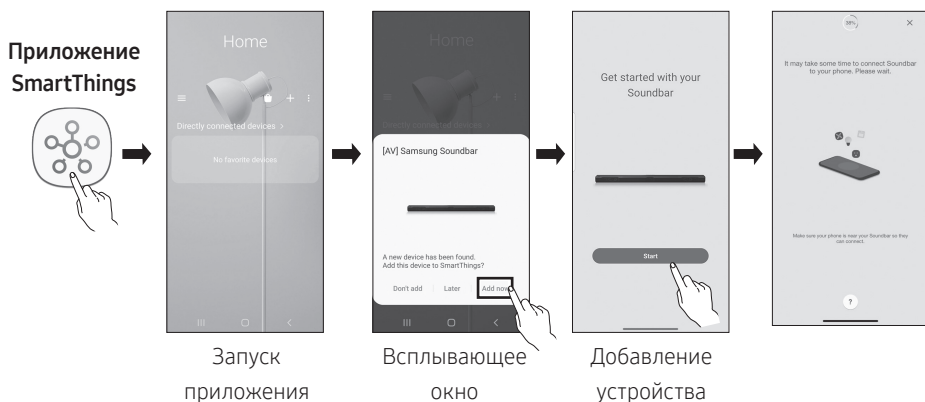 Приложение
SmartThings
Home
Directly connected devices >
No favorite devices
Запуск
приложения
Home
Directly connected devices >
[AV] Samsung Soundbar
A new device has been found.
Add this device to SmartThings?
Don't add
Later
Add now
Всплывающее
окно
Get started with your
Soundbar
Start
Добавление
устройства
It may take some time to connect Soundbar
to your phone. Please wait.
Make sure your phone is near your Soundbar so they
can connect.
?